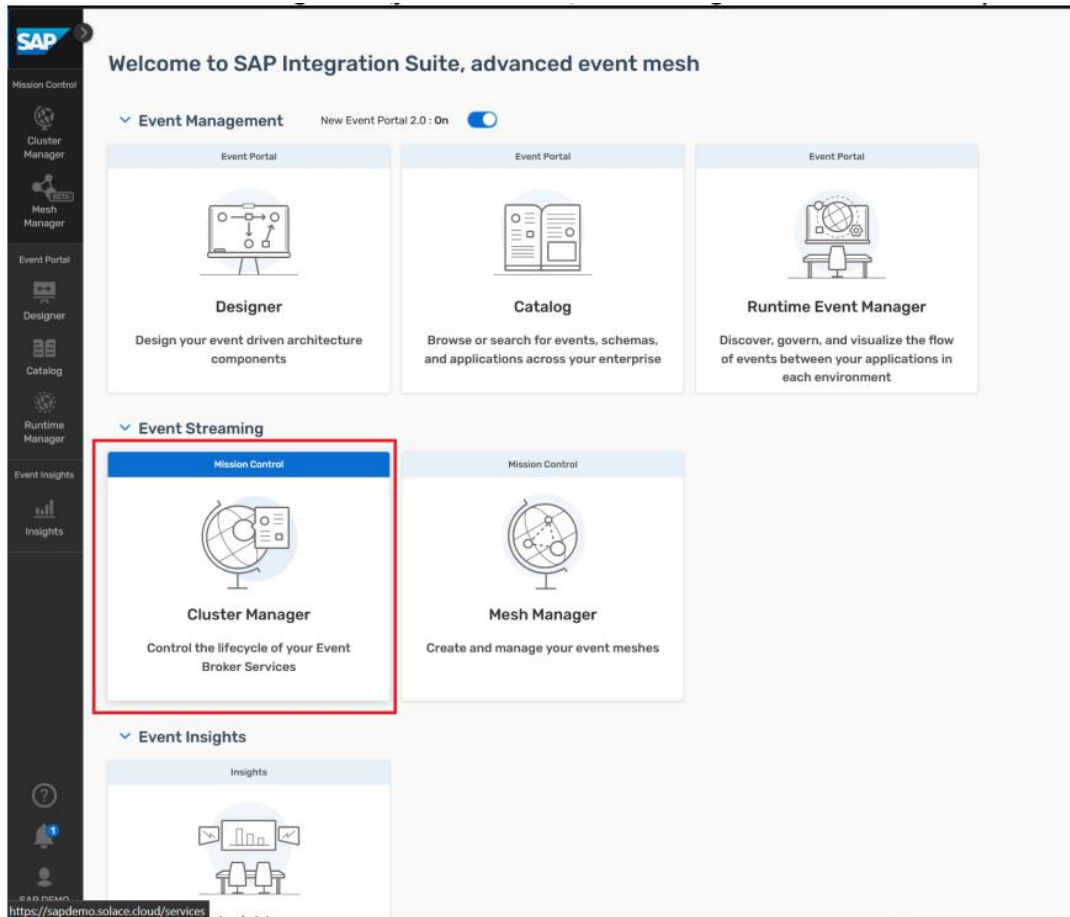 SAP
Welcome to SAP Integration Suite, advanced event mesh
Mission Control
Cluster
Manager
BETA
Mesh
Manager
Event Portal
Designer
Catalog
Runtime
Manager
Event Insights
Insights
Event Management
New Event Portal 2.0 : On
Event Portal
Designer
Design your event driven architecture
components
Event Portal
Catalog
Browse or search for events, schemas,
and applications across your enterprise
Event Portal
Runtime Event Manager
Discover, govern, and visualize the flow
of events between your applications in
each environment
Event Streaming
Mission Control
Cluster Manager
Control the lifecycle of your Event
Broker Services
Mission Control
Mesh Manager
Create and manage your event meshes
Event Insights
Insights
1
SAP DEMO
https://sapdemo.solace.cloud/services